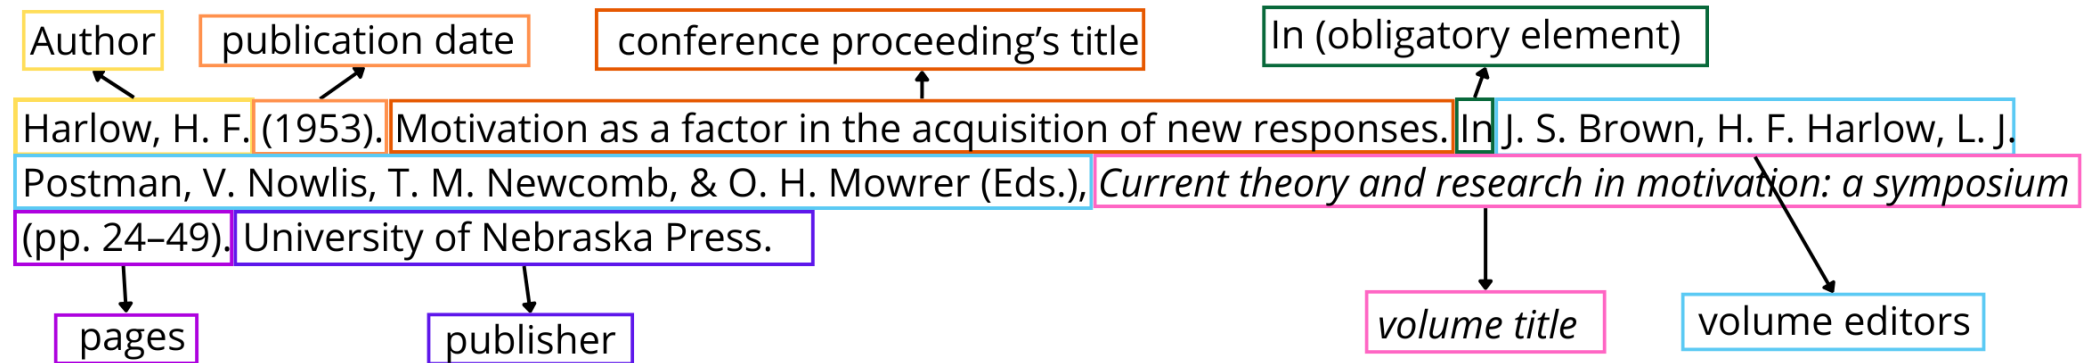 Author publication date conference proceeding’s title In (obligatory element)
Harlow, H. F. (1953). Motivation as a factor in the acquisition of new responses. In J. S. Brown, H. F. Harlow, L. J.
Postman, V. Nowlis, T. M. Newcomb, & O. H. Mowrer (Eds.), Current theory and research in motivation: a symposium
(pp. 24–49). University of Nebraska Press.
pages publisher volume title volume editors